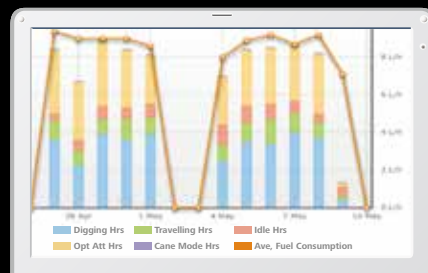 28 Apr 1 May 4 May 7 May 10 May
Digging Hrs Travelling Hrs Idle Hrs
Opt Att Hrs Cane Mode Hrs Ave, Fuel Consumption